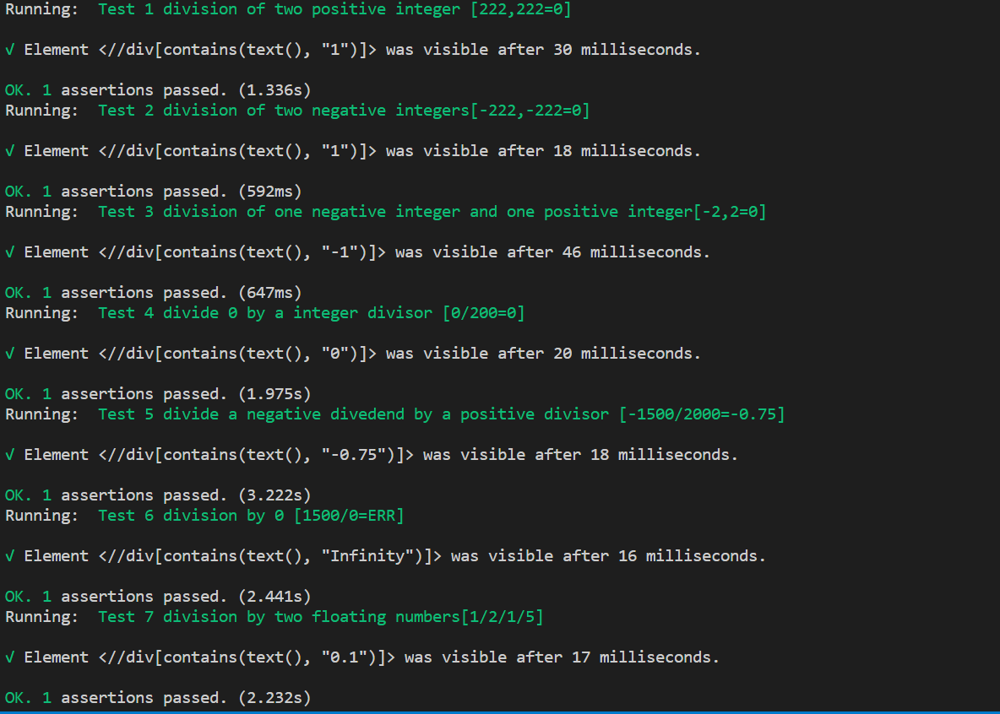 Running:  Test 1 division of two positive integer [222,222=0]
√ Element <//div[contains(text(), "1")]> was visible after 30 milliseconds.
OK. 1 assertions passed. (1.336s)
Running:  Test 2 division of two negative integers[-222,-222=0]
√ Element <//div[contains(text(), "1")]> was visible after 18 milliseconds.
OK. 1 assertions passed. (592ms)
Running:  Test 3 division of one negative integer and one positive integer[-2,2=0]
√ Element <//div[contains(text(), "-1")]> was visible after 46 milliseconds.
OK. 1 assertions passed. (647ms)
Running:  Test 4 divide 0 by a integer divisor [0/200=0]
√ Element <//div[contains(text(), "0")]> was visible after 20 milliseconds.
OK. 1 assertions passed. (1.975s)
Running:  Test 5 divide a negative divedend by a positive divisor [-1500/2000=-0.75]
√ Element <//div[contains(text(), "-0.75")]> was visible after 18 milliseconds.
OK. 1 assertions passed. (3.222s)
Running:  Test 6 division by 0 [1500/0=ERR]
√ Element <//div[contains(text(), "Infinity")]> was visible after 16 milliseconds.
OK. 1 assertions passed. (2.441s)
Running:  Test 7 division by two floating numbers[1/2/1/5]
√ Element <//div[contains(text(), "0.1")]> was visible after 17 milliseconds.
OK. 1 assertions passed. (2.232s)